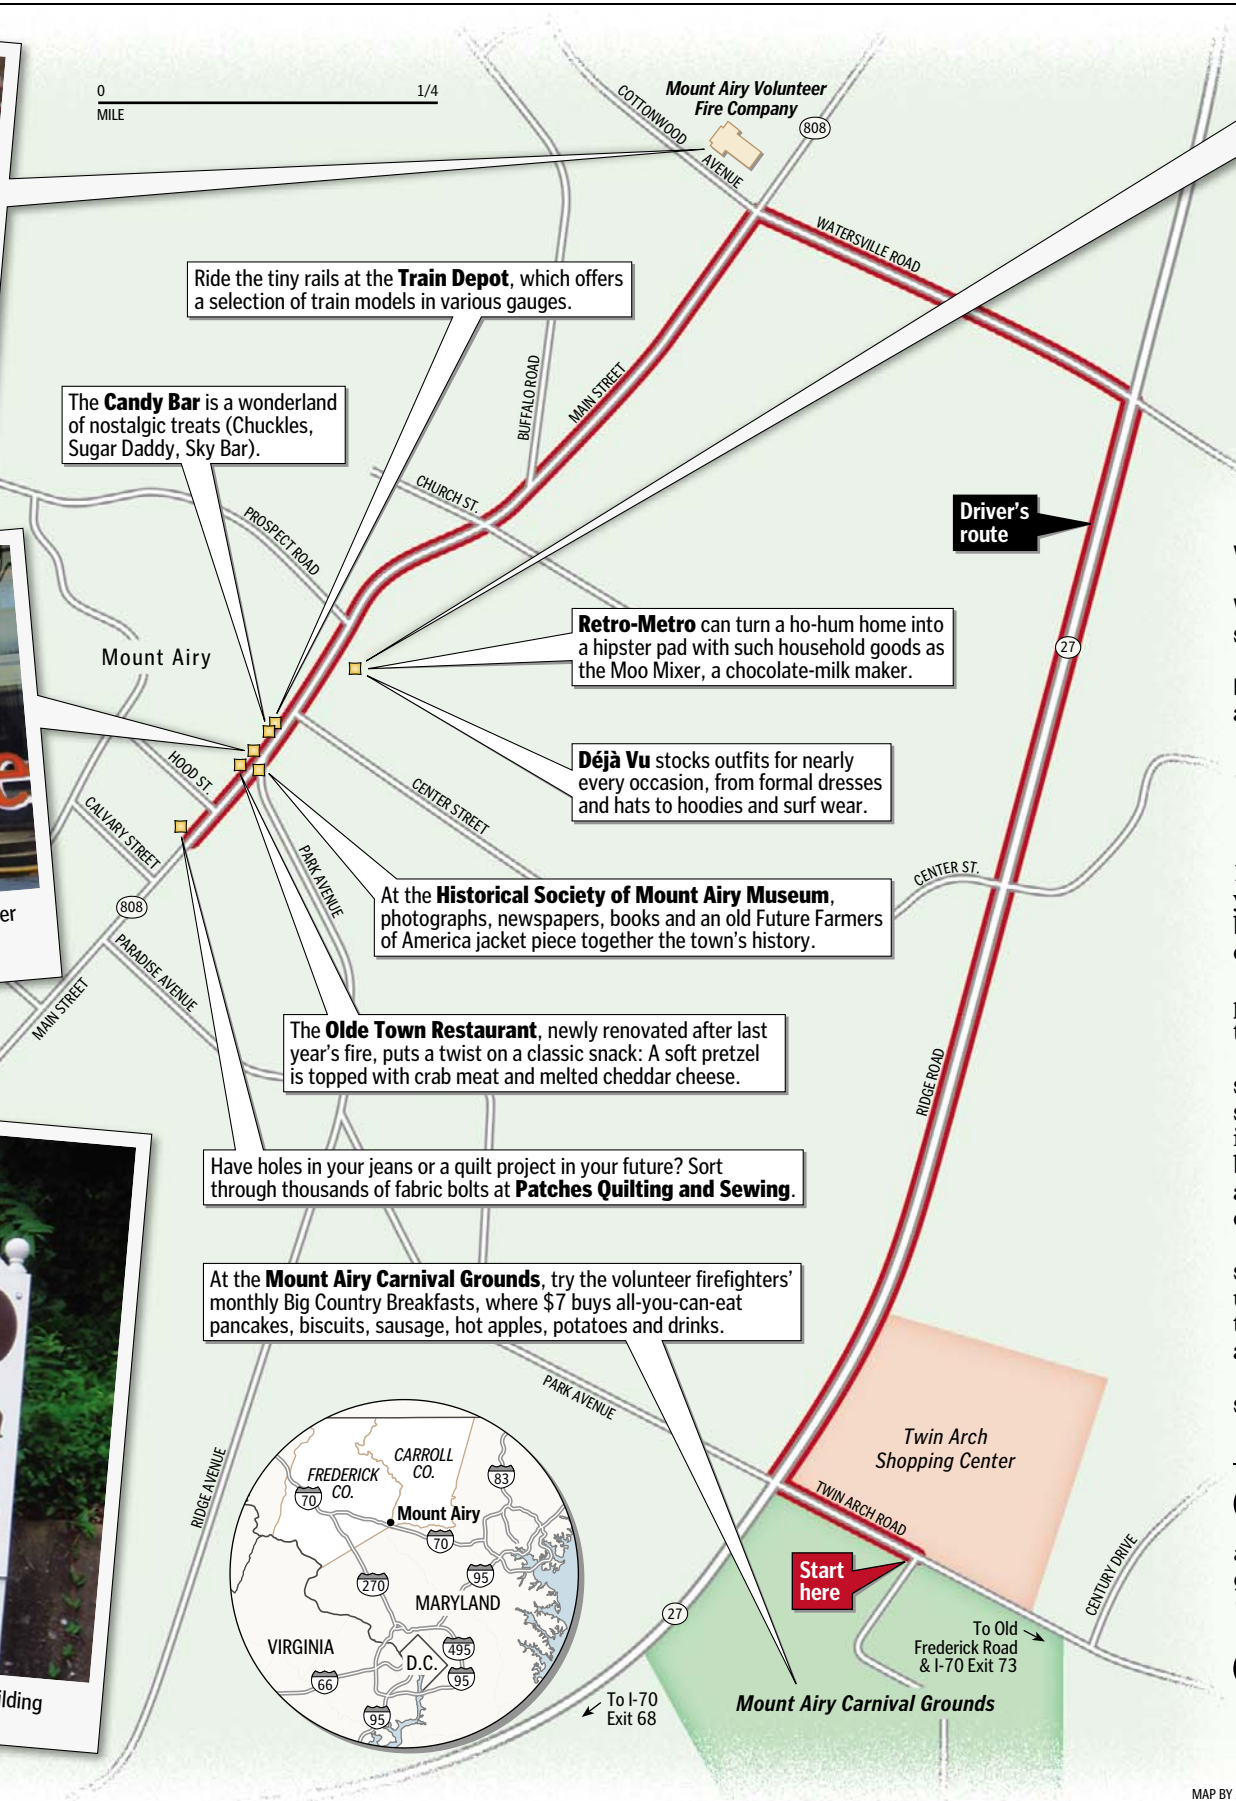 0 1/4
MILE
Mount Airy Volunteer
Fire Company
COTTONWOOD
AVENUE
808
WATERSVILLE ROAD
Ride the tiny rails at the Train Depot, which offers
a selection of train models in various gauges.
BUFFALO ROAD
MAIN STREET
The Candy Bar is a wonderland
of nostalgic treats (Chuckles,
Sugar Daddy, Sky Bar).
CHURCH ST.
PROSPECT ROAD
Driver's
route
Retro-Metro can turn a ho-hum home into
a hipster pad with such household goods as
the Moo Mixer, a chocolate-milk maker.
27
Mount Airy
Déjà Vu stocks outfits for nearly
every occasion, from formal dresses
and hats to hoodies and surf wear.
HOOD ST.
CALVARY STREET
CENTER STREET
PARK AVENUE
CENTER ST.
At the Historical Society of Mount Airy Museum,
photographs, newspapers, books and an old Future Farmers
of America jacket piece together the town's history.
808
er
PARADISE AVENUE
MAIN STREET
The Olde Town Restaurant, newly renovated after last
year's fire, puts a twist on a classic snack: A soft pretzel
is topped with crab meat and melted cheddar cheese.
RIDGE ROAD
Have holes in your jeans or a quilt project in your future? Sort
through thousands of fabric bolts at Patches Quilting and Sewing.
At the Mount Airy Carnival Grounds, try the volunteer firefighters'
monthly Big Country Breakfasts, where $7 buys all-you-can-eat
pancakes, biscuits, sausage, hot apples, potatoes and drinks.
PARK AVENUE
Twin Arch
Shopping Center
RIDGE AVENUE
TWIN ARCH ROAD
Start
here
CENTURY DRIVE
27
To Old
Frederick Road
& I-70 Exit 73
To I-70
Exit 68
Mount Airy Carnival Grounds
CARROLL
CO.
FREDERICK
CO.
83
70
Mount Airy
70
95
270
MARYLAND
VIRGINIA
495
D.C.
95
66
95
ilding
MAP BY